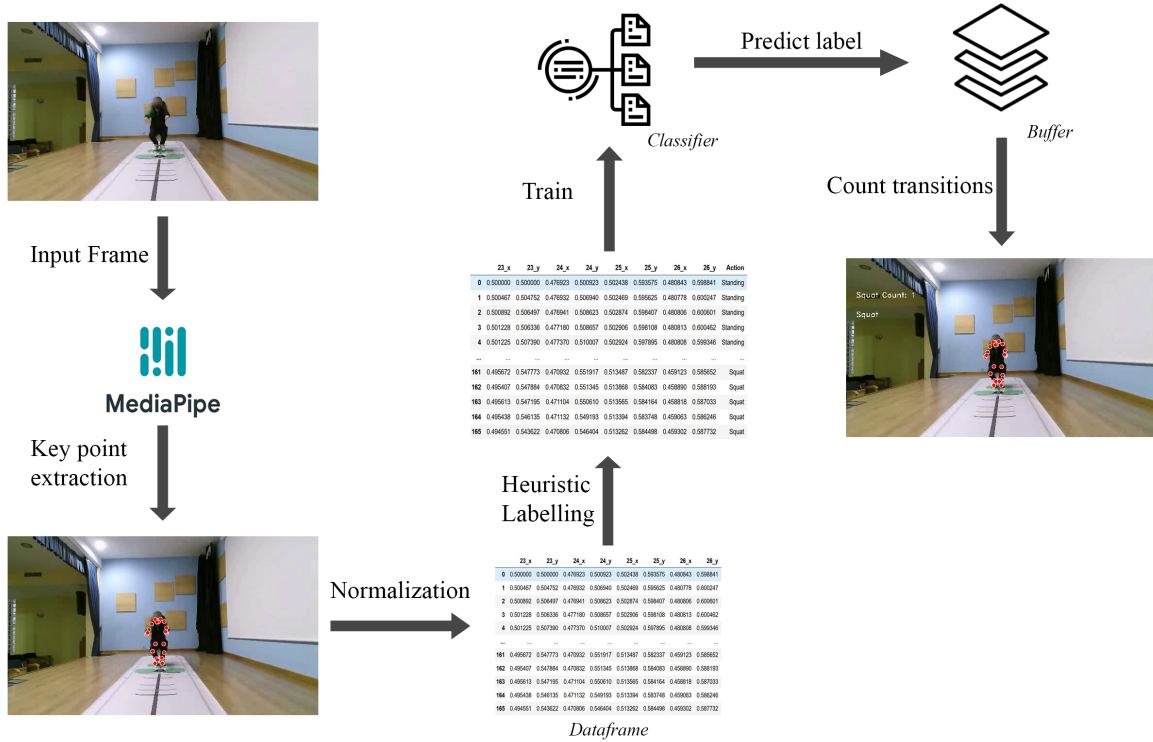 Input Frame
MediaPipe
Key point
extraction
Normalization
23_x 23_y 24_x 24_y 25_x 25_y 26_x 26_y
0 0.500000 0.500000 0.476923 0.500923 0.502438 0.593575 0.480843 0.598841
1 0.500467 0.504752 0.476932 0.506940 0.502469 0.595625 0.480778 0.600247
2 0.500892 0.506497 0.476941 0.508623 0.502874 0.598407 0.480806 0.600601
3 0.501228 0.506336 0.477180 0.508657 0.502906 0.598108 0.480813 0.600462
4 0.501225 0.507390 0.477370 0.510007 0.502924 0.597895 0.480808 0.599346
... ... ... ... ... ... ... ... ...
161 0.495672 0.547773 0.470932 0.551917 0.513487 0.582337 0.459123 0.585652
162 0.495407 0.547884 0.470832 0.551345 0.513868 0.584083 0.458890 0.588193
163 0.495613 0.547195 0.471104 0.550610 0.513565 0.584164 0.458818 0.587033
164 0.495438 0.546135 0.471132 0.549193 0.513394 0.583748 0.459063 0.586246
165 0.494551 0.543622 0.470806 0.546404 0.513262 0.584498 0.459302 0.587732
Dataframe
Heuristic
Labelling
23_x 23_y 24_x 24_y 25_x 25_y 26_x 26_y Action
0 0.500000 0.500000 0.476923 0.500923 0.502438 0.593575 0.480843 0.598841 Standing
1 0.500467 0.504752 0.476932 0.506940 0.502469 0.595625 0.480778 0.600247 Standing
2 0.500892 0.506497 0.476941 0.508623 0.502874 0.598407 0.480806 0.600601 Standing
3 0.501228 0.506336 0.477180 0.508657 0.502906 0.598108 0.480813 0.600462 Standing
4 0.501225 0.507390 0.477370 0.510007 0.502924 0.597895 0.480808 0.599346 Standing
... ... ... ... ... ... ... ... ... ...
161 0.495672 0.547773 0.470932 0.551917 0.513487 0.582337 0.459123 0.585652 Squat
162 0.495407 0.547884 0.470832 0.551345 0.513868 0.584083 0.458890 0.588193 Squat
163 0.495613 0.547195 0.471104 0.550610 0.513565 0.584164 0.458818 0.587033 Squat
164 0.495438 0.546135 0.471132 0.549193 0.513394 0.583748 0.459063 0.586246 Squat
165 0.494551 0.543622 0.470806 0.546404 0.513262 0.584498 0.459302 0.587732 Squat
Train
Classifier
Predict label
Buffer
Count transitions
Squat Count: 1
Squat